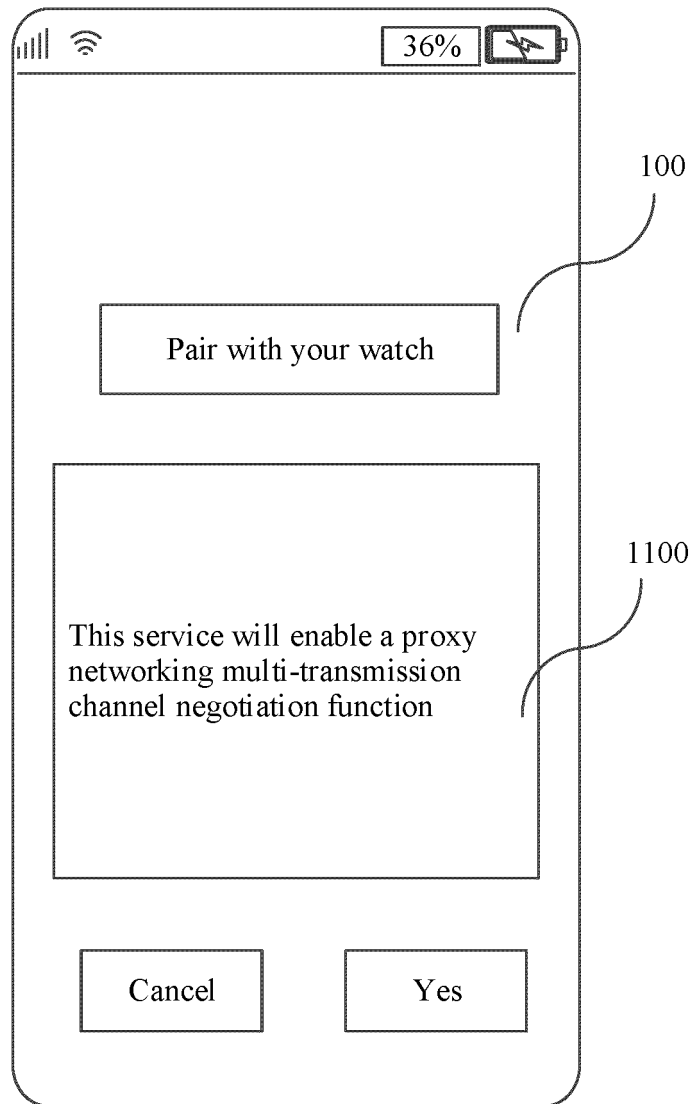 36%
100
Pair with your watch
1100
This service will enable a proxy
networking multi-transmission
channel negotiation function
Cancel
Yes